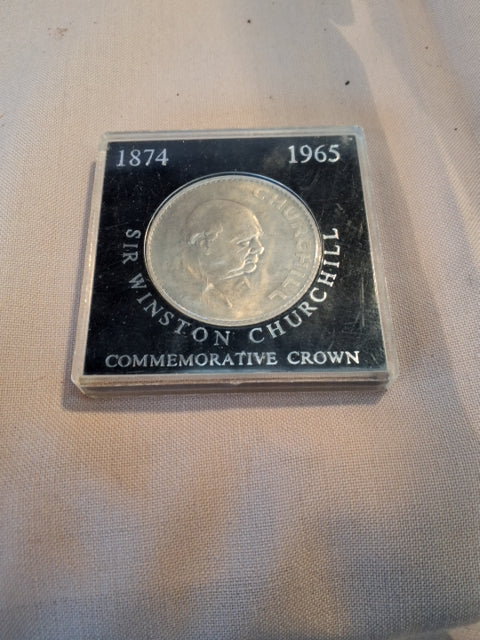 1874 1965
CHURCHILL
SIR WINSTON CHURCHILL
COMMEMORATIVE CROWN